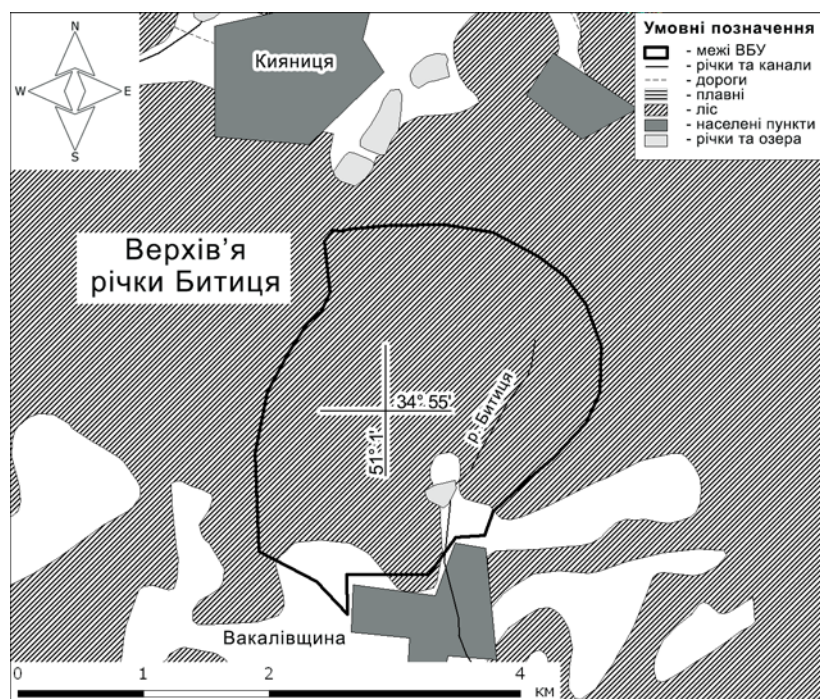 N
W E
S
Кияниця
Умовні позначення
- межі ВБУ
- річки та канали
- дороги
- плавні
- ліс
- населені пункти
- річки та озера
Верхів’я
річки Битиця
34° 55'
51° 1'
р. Битиця
Вакалівщина
0 1 2 4
км